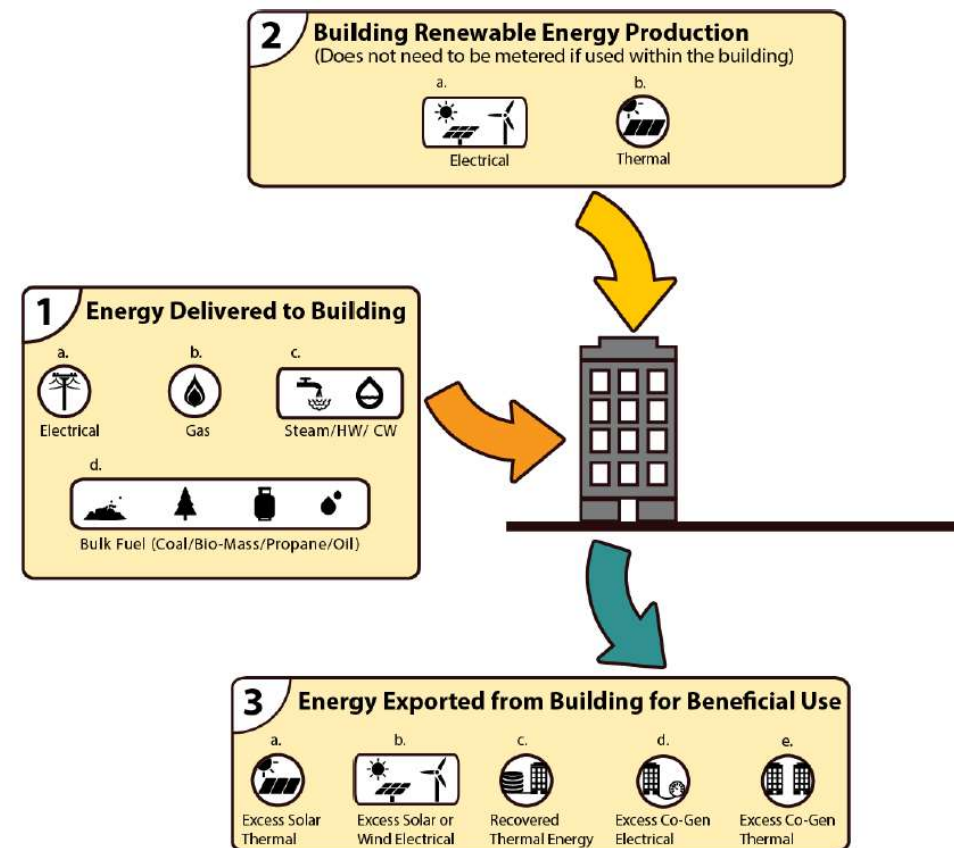 2 Building Renewable Energy Production
(Does not need to be metered if used within the building)
a. b.
Electrical Thermal
1 Energy Delivered to Building
a. b. c.
Electrical Gas Steam/HW/ CW
d.
Bulk Fuel (Coal/Bio-Mass/Propane/Oil)
3 Energy Exported from Building for Beneficial Use
a. b. c. d. e.
Excess Solar Excess Solar or Recovered Excess Co-Gen Excess Co-Gen
Thermal Wind Electrical Thermal Energy Electrical Thermal